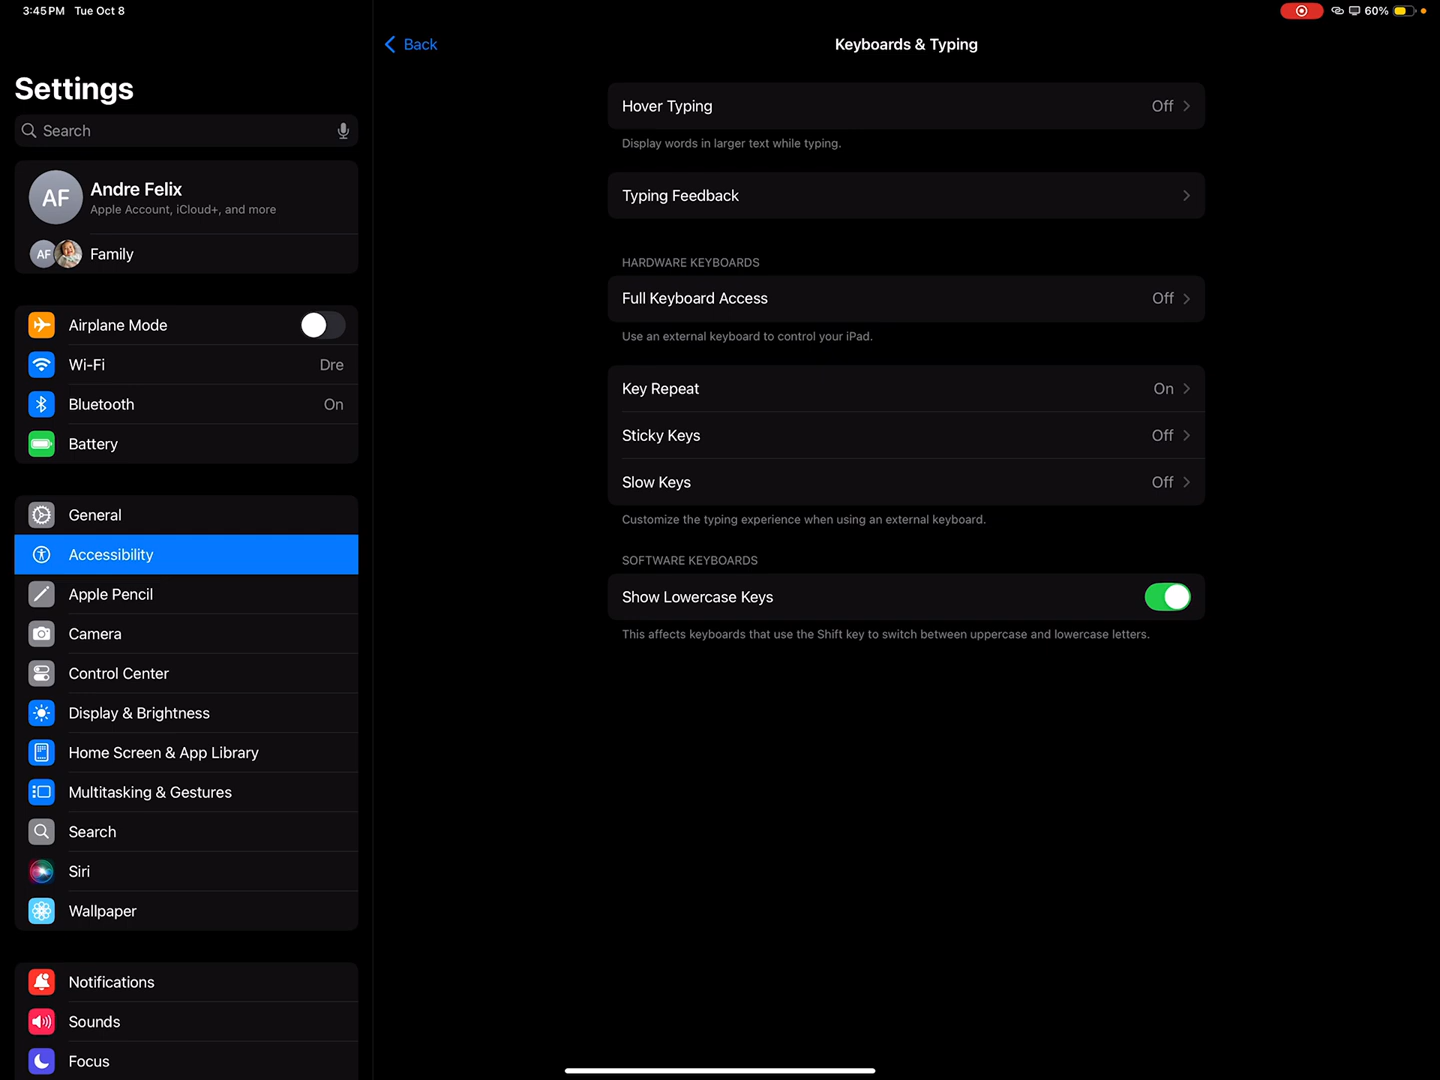 3:45 PM Tue Oct 8
60%
Settings
Search
AF
Andre Felix
Apple Account, iCloud+, and more
AF
Family
Airplane Mode
Wi-Fi
Dre
Bluetooth
On
Battery
General
Accessibility
Apple Pencil
Camera
Control Center
Display & Brightness
Home Screen & App Library
Multitasking & Gestures
Search
Siri
Wallpaper
Notifications
Sounds
Focus
Back
Keyboards & Typing
Hover Typing
Off
Display words in larger text while typing.
Typing Feedback
HARDWARE KEYBOARDS
Full Keyboard Access
Off
Use an external keyboard to control your iPad.
Key Repeat
On
Sticky Keys
Off
Slow Keys
Off
Customize the typing experience when using an external keyboard.
SOFTWARE KEYBOARDS
Show Lowercase Keys
This affects keyboards that use the Shift key to switch between uppercase and lowercase letters.